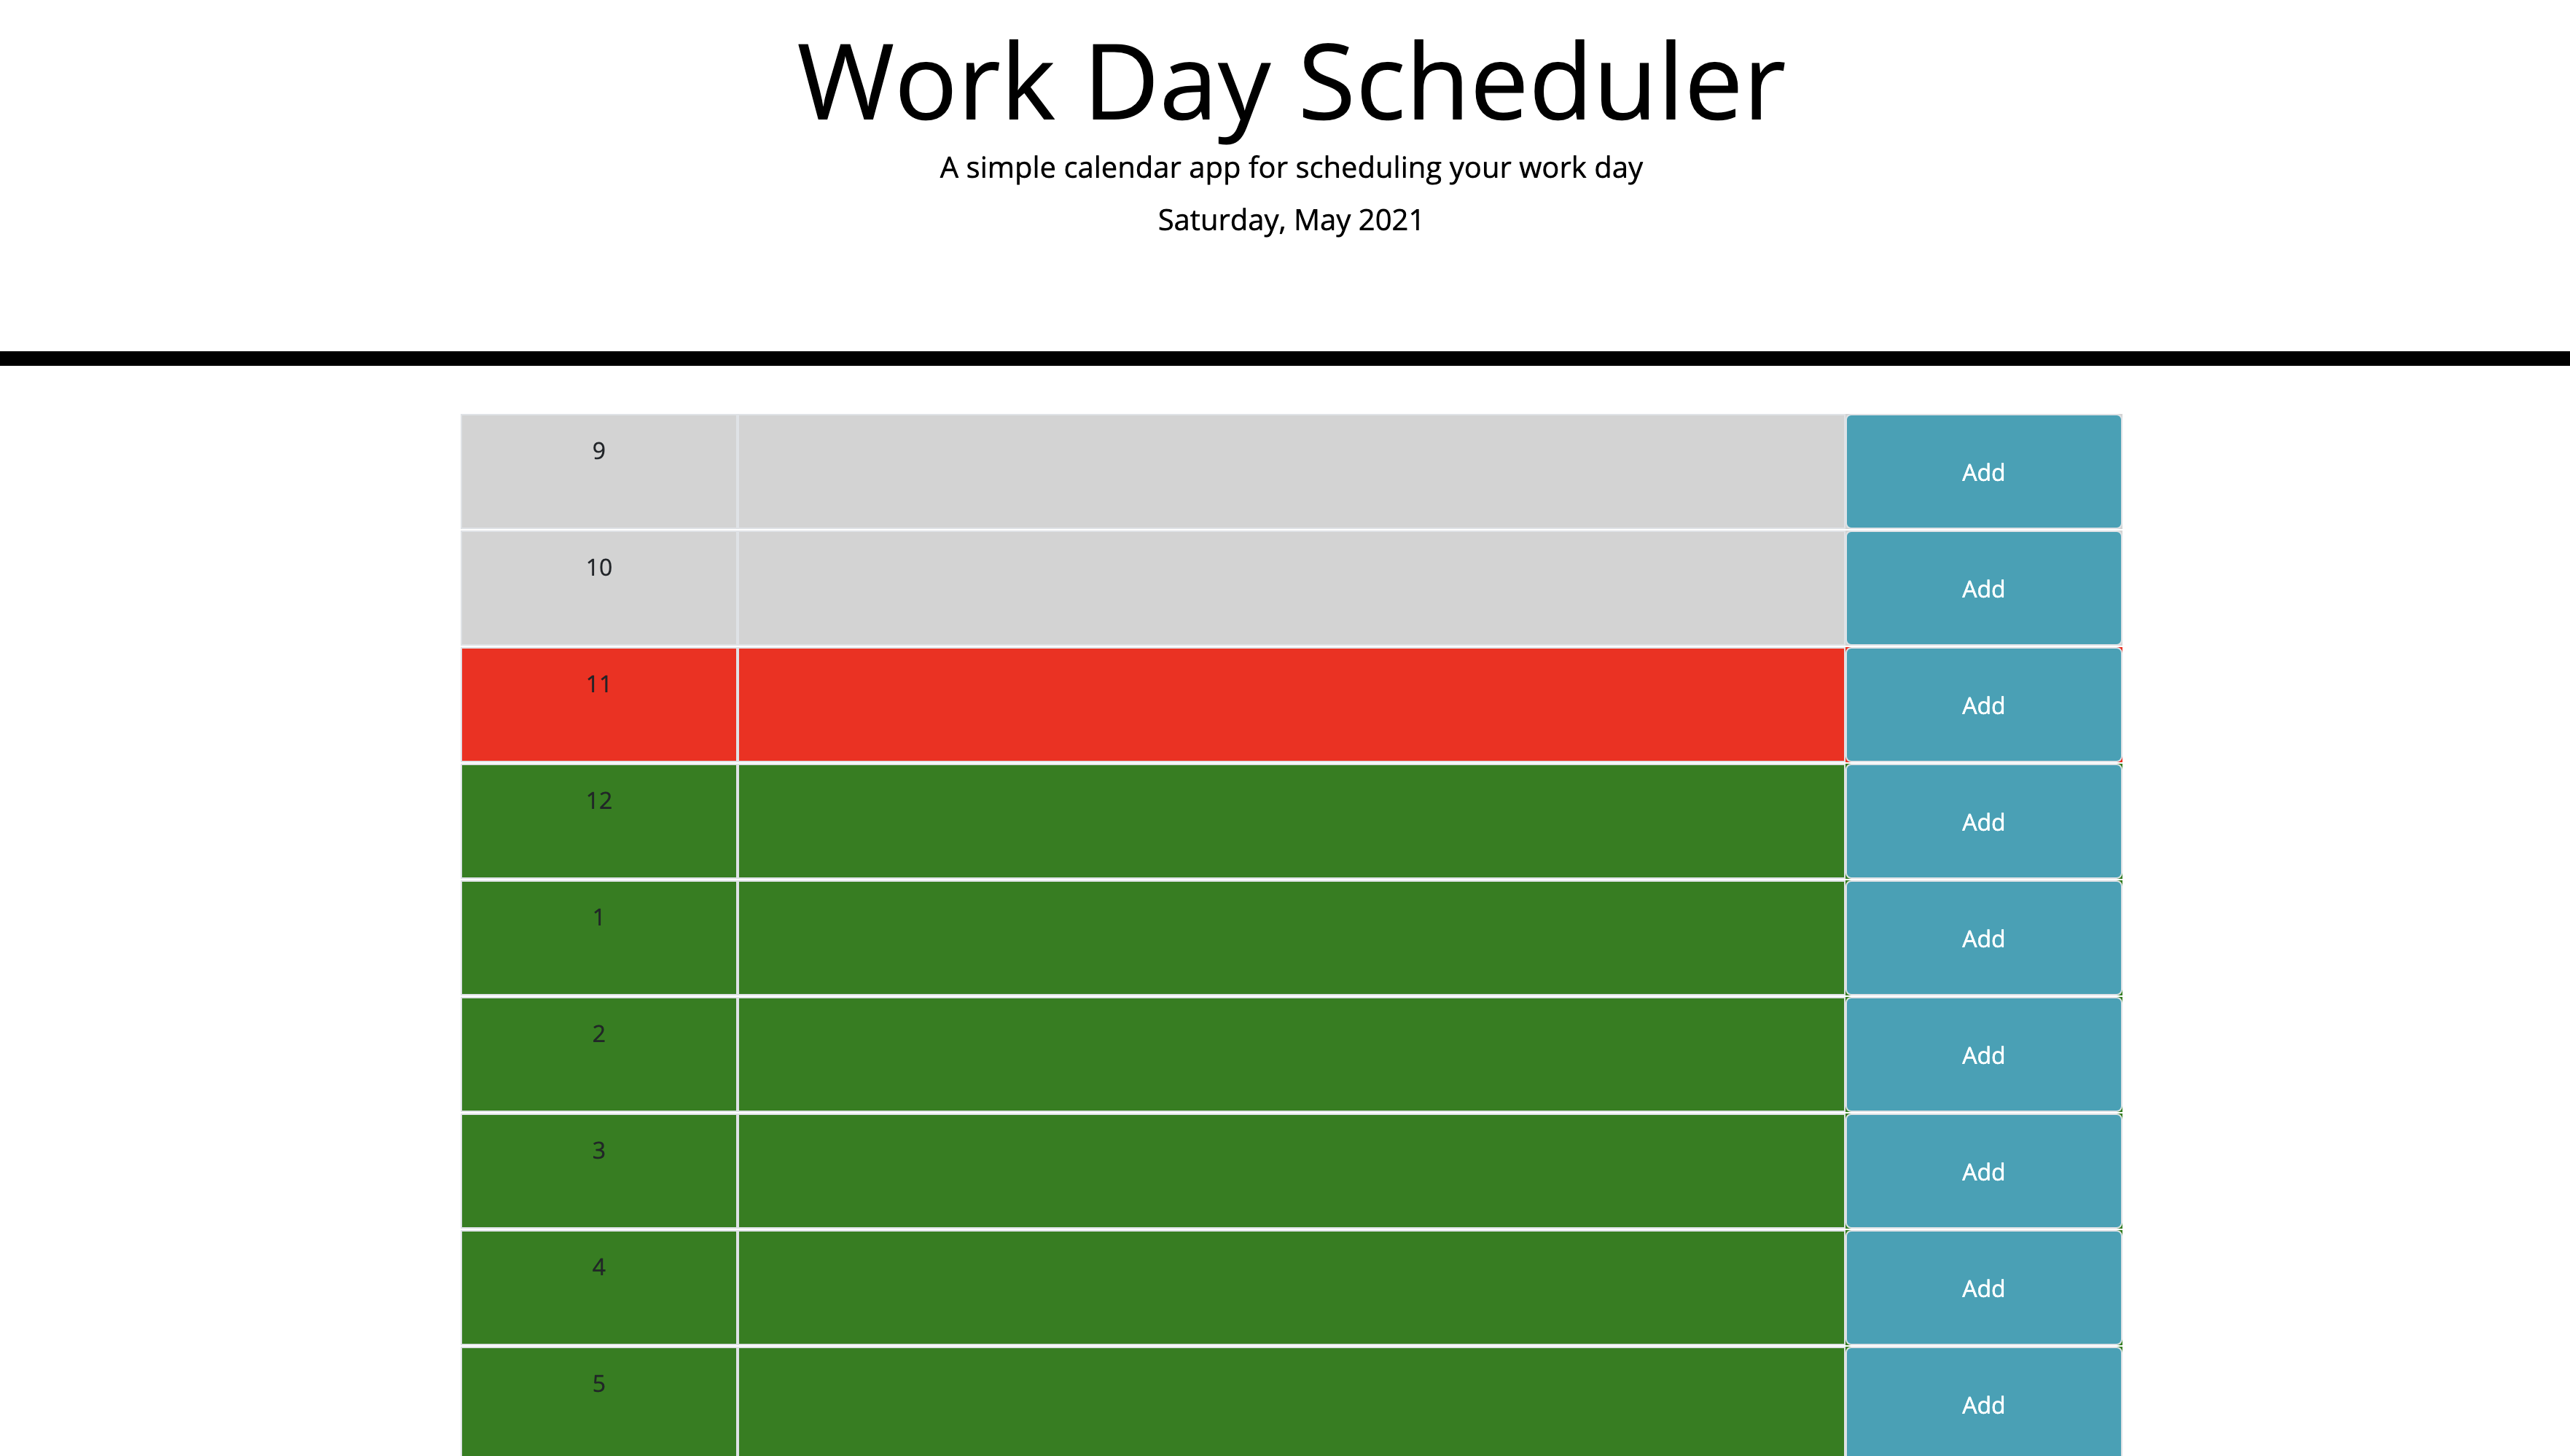 Work Day Scheduler
A simple calendar app for scheduling your work day
Saturday, May 2021
9 Add
10 Add
11 Add
12 Add
1 Add
2 Add
3 Add
4 Add
5 Add